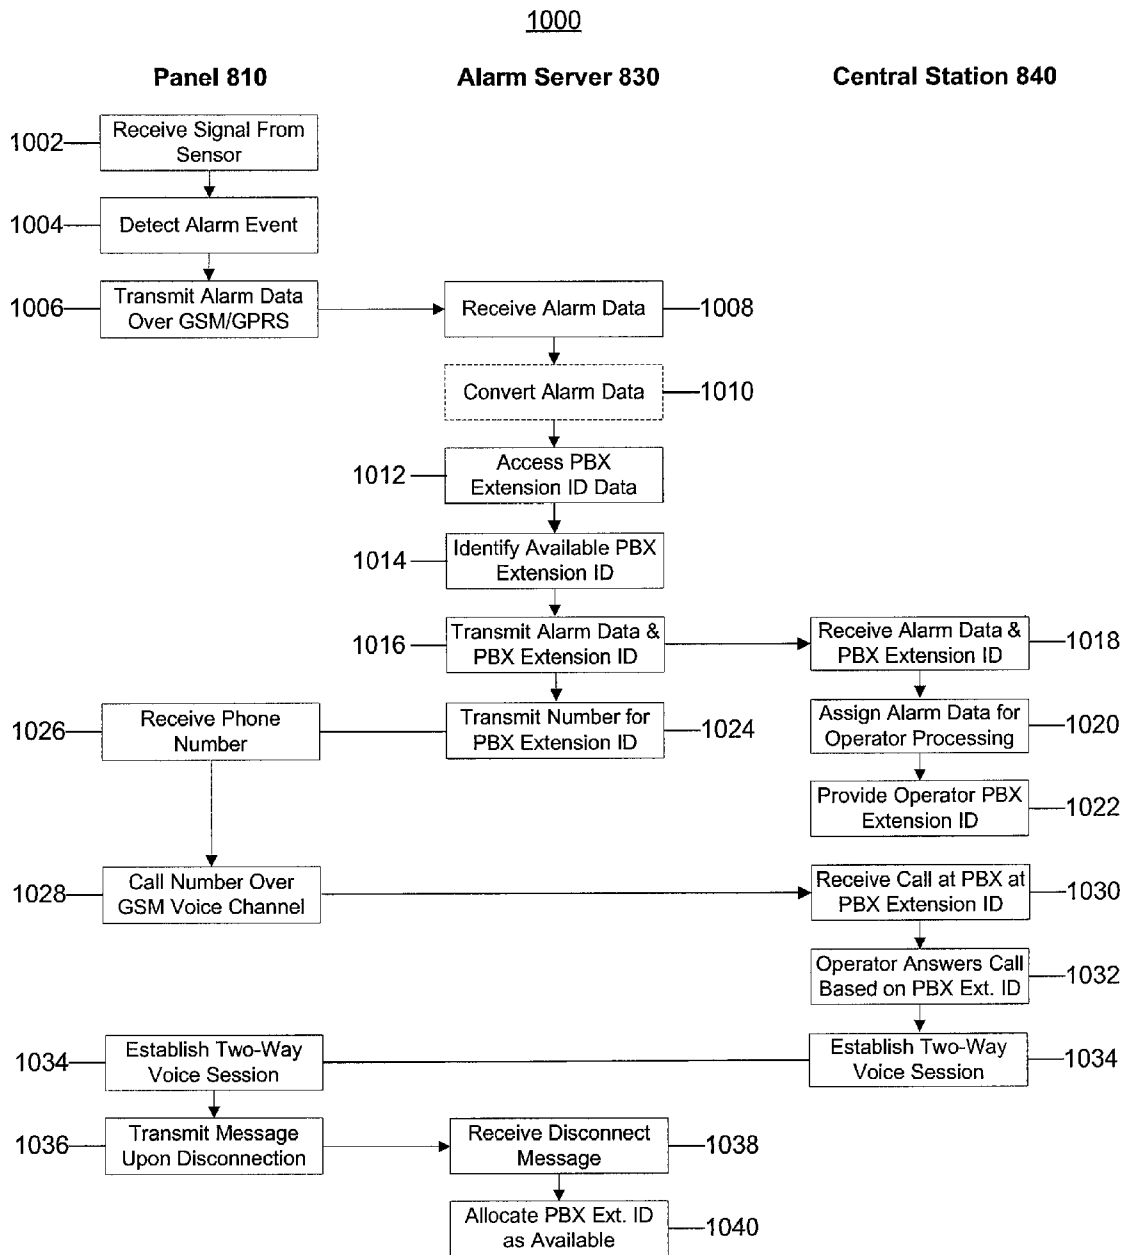 1000
Panel 810
Alarm Server 830
Central Station 840
1002
Receive Signal From
Sensor
1004
Detect Alarm Event
1006
Transmit Alarm Data
Over GSM/GPRS
Receive Alarm Data
1008
Convert Alarm Data
1010
1012
Access PBX
Extension ID Data
1014
Identify Available PBX
Extension ID
1016
Transmit Alarm Data &
PBX Extension ID
Receive Alarm Data &
PBX Extension ID
1018
1026
Receive Phone
Number
Transmit Number for
PBX Extension ID
1024
Assign Alarm Data for
Operator Processing
1020
Provide Operator PBX
Extension ID
1022
1028
Call Number Over
GSM Voice Channel
Receive Call at PBX at
PBX Extension ID
1030
Operator Answers Call
Based on PBX Ext. ID
1032
1034
Establish Two-Way
Voice Session
Establish Two-Way
Voice Session
1034
1036
Transmit Message
Upon Disconnection
Receive Disconnect
Message
1038
Allocate PBX Ext. ID
as Available
1040